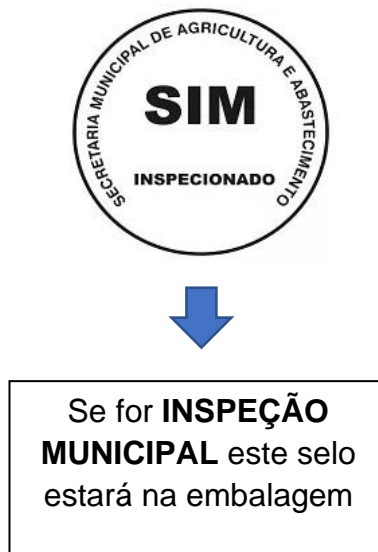 SECRETARIA MUNICIPAL DE AGRICULTURA E ABASTECIMENTO
SIM
INSPECIONADO
Se for INSPEÇÃO
MUNICIPAL este selo
estará na embalagem